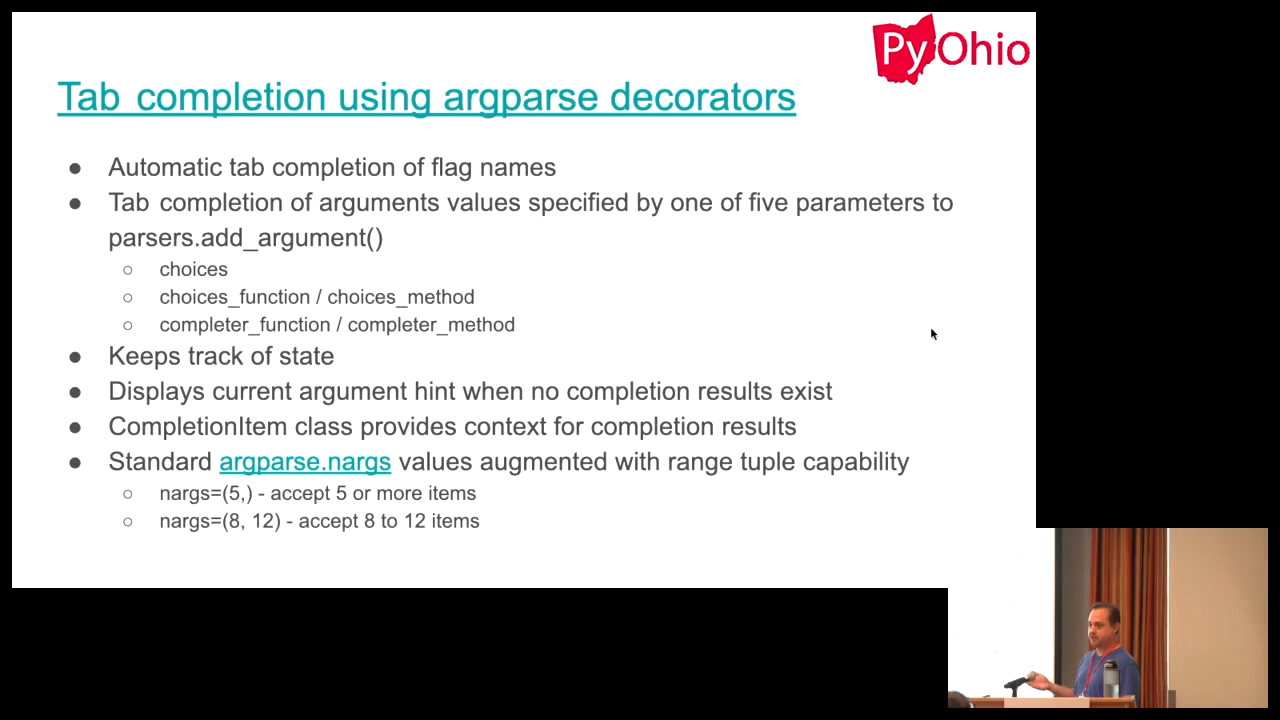 PyOhio
Tab completion using argparse decorators
● Automatic tab completion of flag names
● Tab completion of arguments values specified by one of five parameters to
parsers.add_argument()
○ choices
○ choices_function / choices_method
○ completer_function / completer_method
● Keeps track of state
● Displays current argument hint when no completion results exist
● CompletionItem class provides context for completion results
● Standard argparse.nargs values augmented with range tuple capability
○ nargs=(5,) - accept 5 or more items
○ nargs=(8, 12) - accept 8 to 12 items